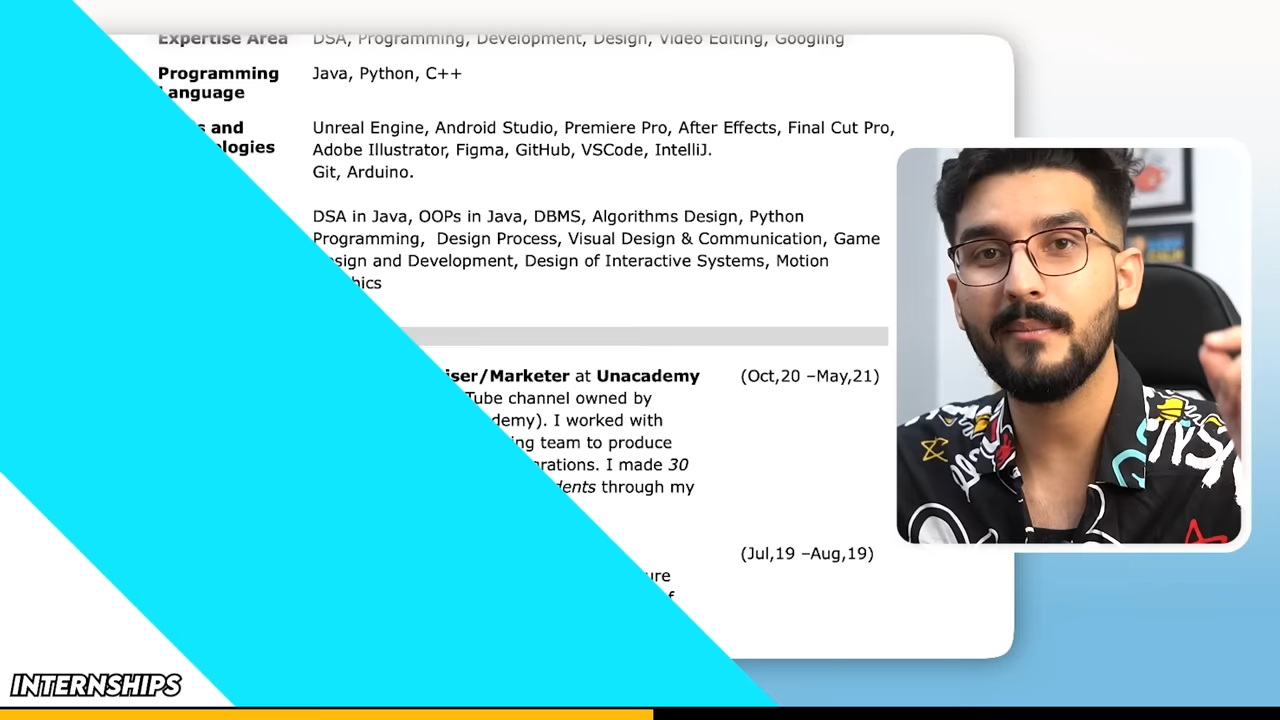 Expertise Area DSA, Programming, Development, Design, Video Editing, Googling
Programming Java, Python, C++
Language
and Unreal Engine, Android Studio, Premiere Pro, After Effects, Final Cut Pro,
Adobe Illustrator, Figma, GitHub, VSCode, IntelliJ.
Git, Arduino.
DSA in Java, OOPs in Java, DBMS, Algorithms Design, Python
Programming, Design Process, Visual Design & Communication, Game
and Development, Design of Interactive Systems, Motion
iser/Marketer at Unacademy (Oct,20 –May,21)
Tube channel owned by
demy). I worked with
ing team to produce
arations. I made 30
dents through my
(Jul,19 –Aug,19)
ure
INTERNSHIPS